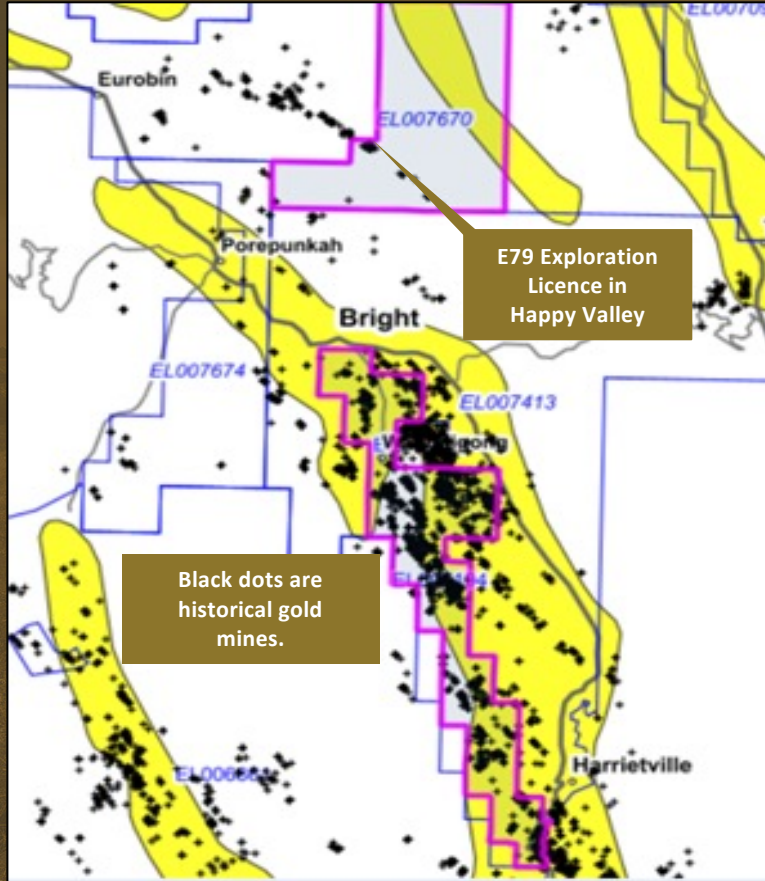 EL00709
Eurobin
EL007670
Porepunkah
E79 Exploration
Licence in
Happy Valley
Bright
EL007674
EL007413
Black dots are
historical gold
mines.
Harrietville